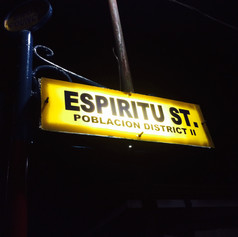 ESPIRITU ST.
POBLACION DISTRICT II